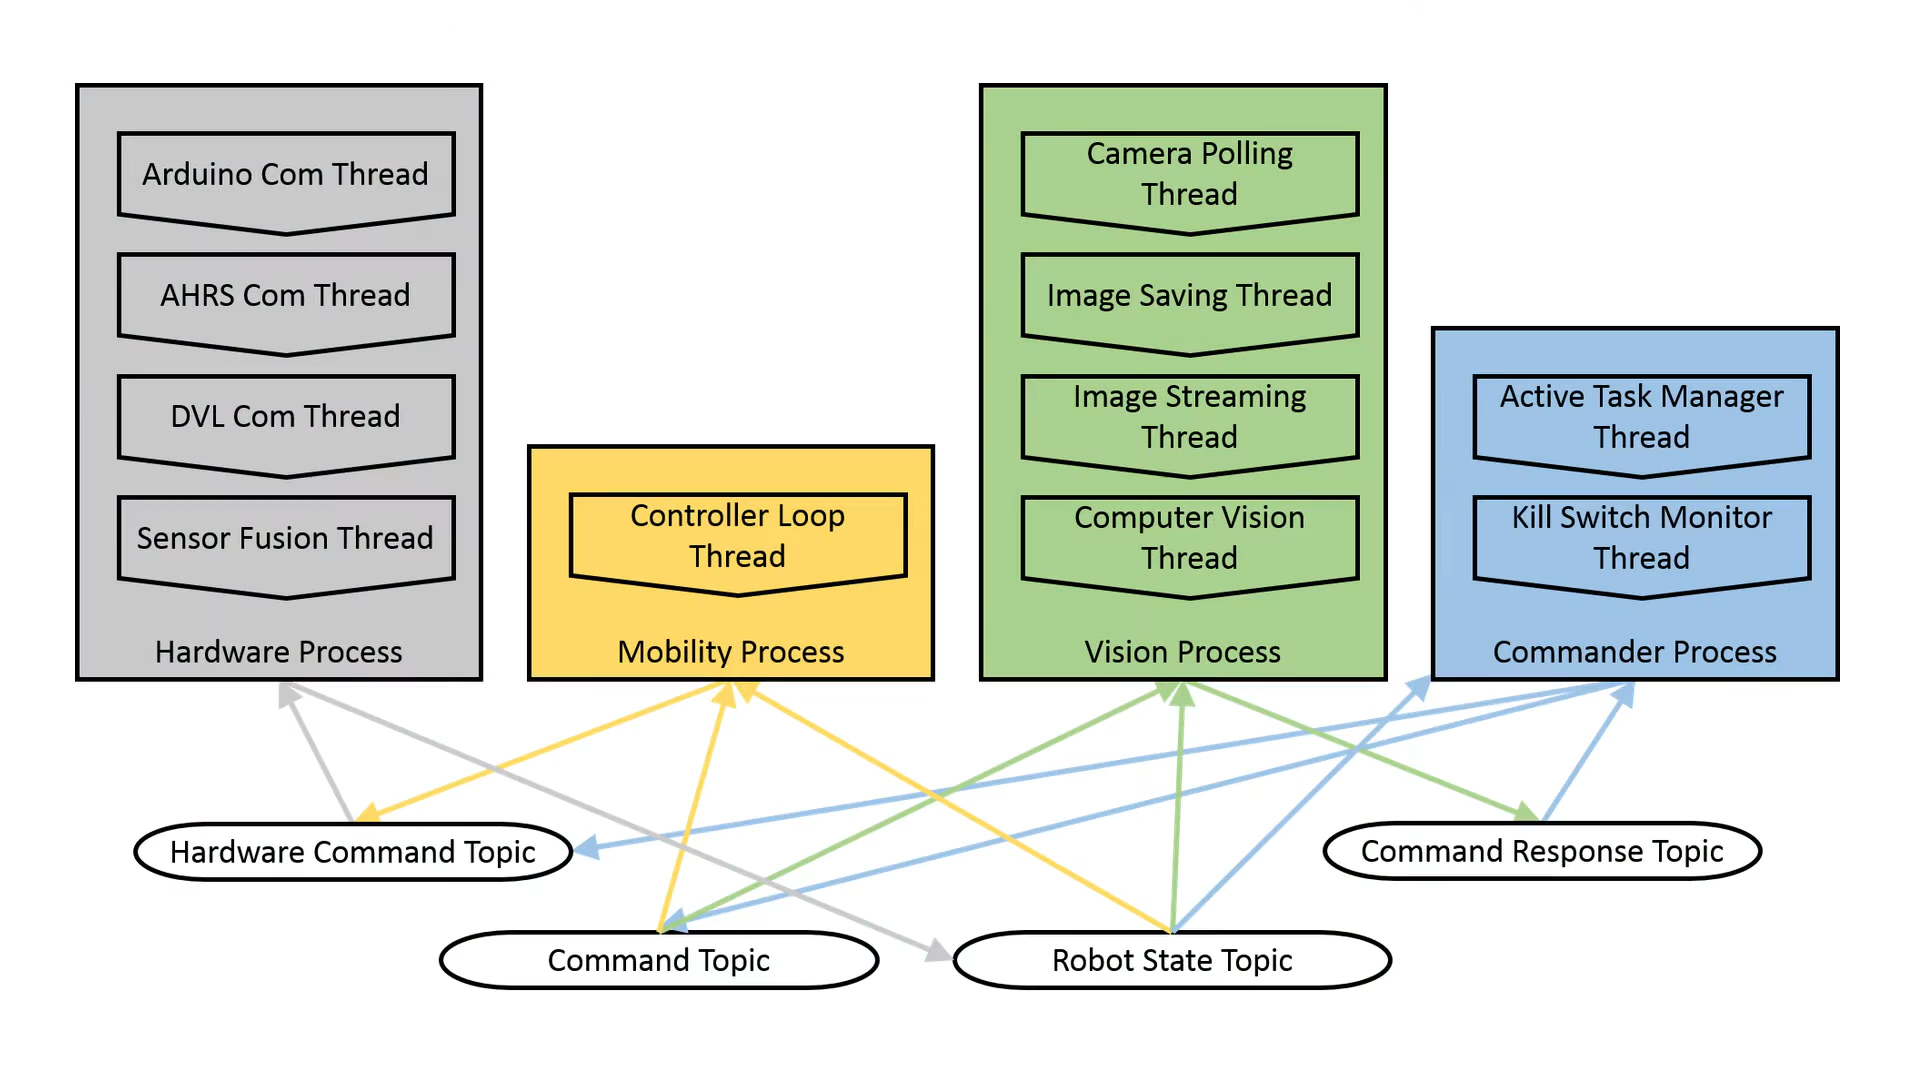 Arduino Com Thread
AHRS Com Thread
DVL Com Thread
Sensor Fusion Thread
Hardware Process
Controller Loop
Thread
Mobility Process
Camera Polling
Thread
Image Saving Thread
Image Streaming
Thread
Computer Vision
Thread
Vision Process
Active Task Manager
Thread
Kill Switch Monitor
Thread
Commander Process
Hardware Command Topic
Command Response Topic
Command Topic
Robot State Topic